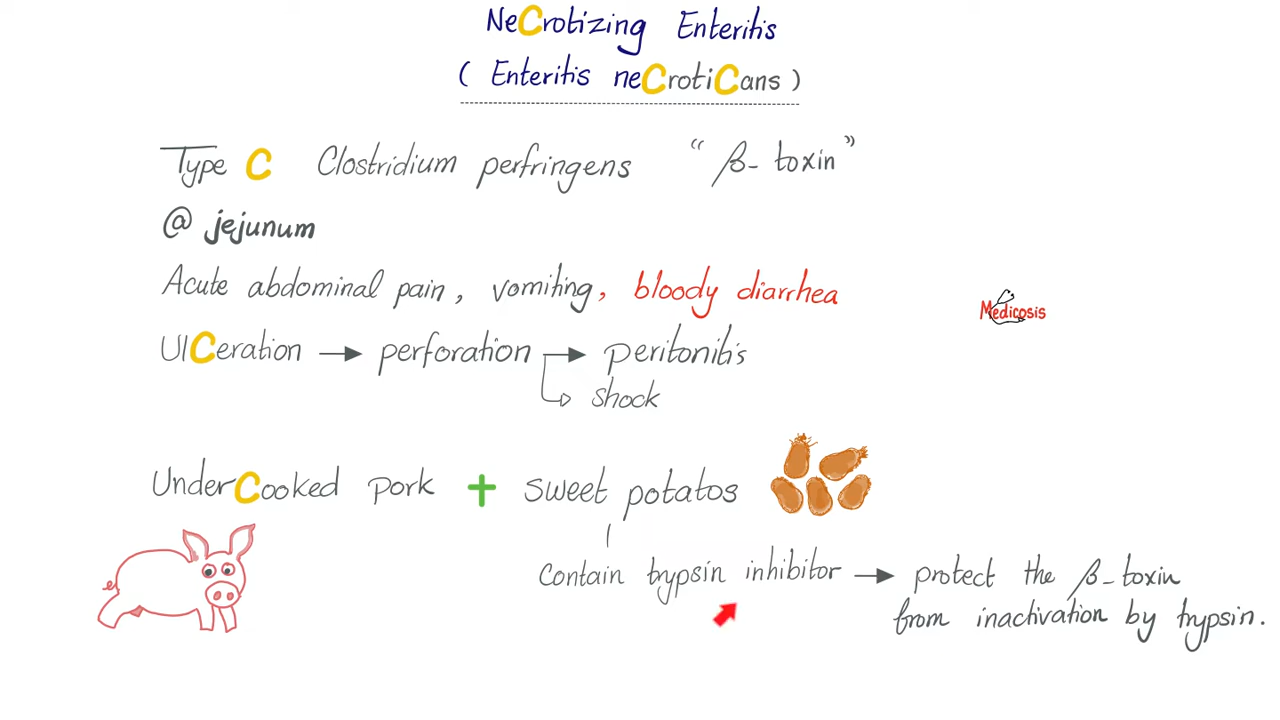 NeCrotizing Enteritis
(Enteritis neCrotiCans)
Type C Clostridium perfringens "β-toxin"
@ jejunum
Acute abdominal pain, vomiting, bloody diarrhea
Medicosis
UlCeration → perforation → peritonitis
shock
UnderCooked pork + sweet potatos
Contain trypsin inhibitor → protect the β-toxin
from inactivation by trypsin.